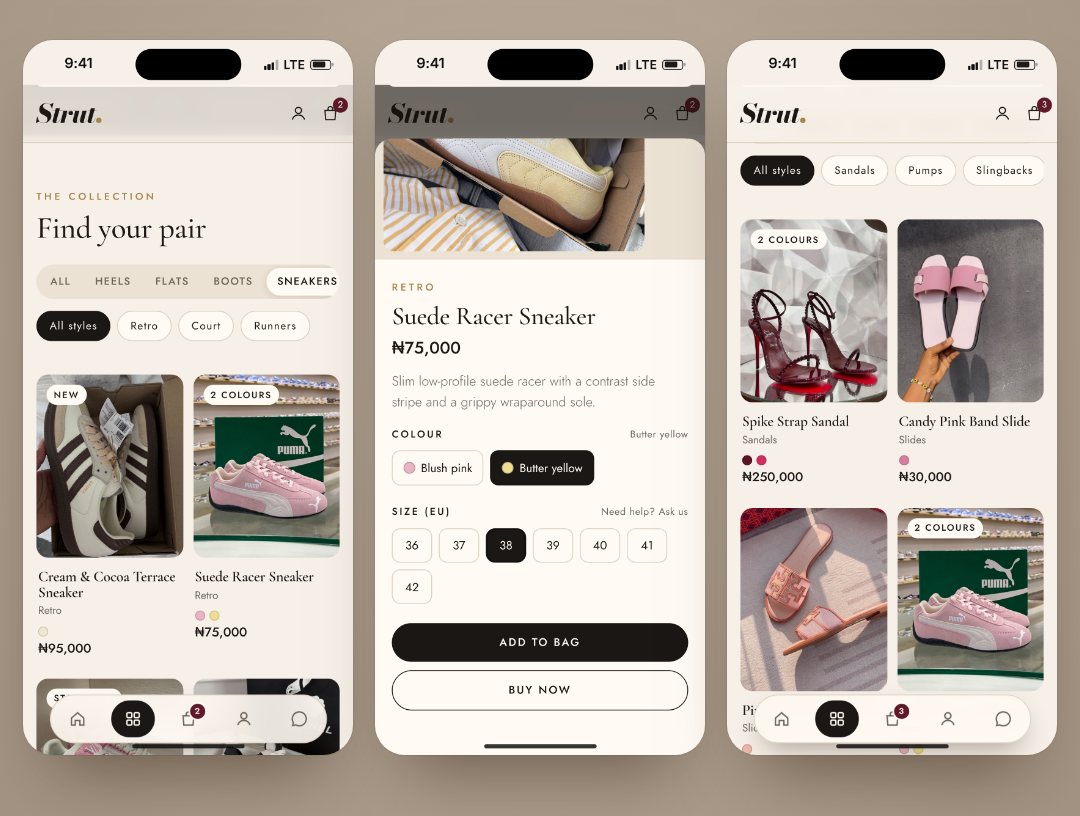 9:41
LTE
Strut.
2
THE COLLECTION
Find your pair
ALL HEELS FLATS BOOTS SNEAKERS
All styles Retro Court Runners
NEW
2 COLOURS
PUMA
Cream & Cocoa Terrace Sneaker
Retro
₦95,000
Suede Racer Sneaker
Retro
₦75,000
2
9:41
LTE
Strut.
2
RETRO
Suede Racer Sneaker
₦75,000
Slim low-profile suede racer with a contrast side
stripe and a grippy wraparound sole.
COLOUR Butter yellow
Blush pink Butter yellow
SIZE (EU) Need help? Ask us
36 37 38 39 40 41
42
ADD TO BAG
BUY NOW
9:41
LTE
Strut.
3
All styles Sandals Pumps Slingbacks
2 COLOURS
Spike Strap Sandal
Sandals
₦250,000
Candy Pink Band Slide
Slides
₦30,000
2 COLOURS
PUMA
3